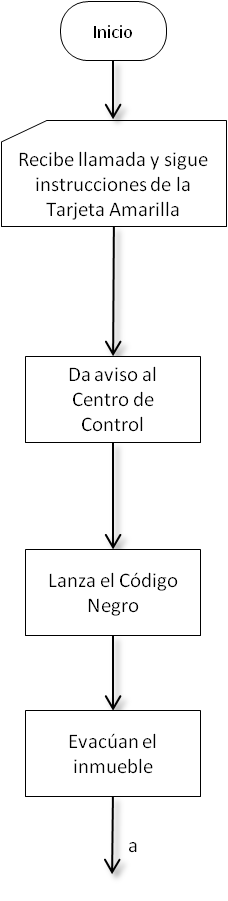 Inicio
Recibe llamada y sigue
instrucciones de la
Tarjeta Amarilla
Da aviso al
Centro de
Control
Lanza el Código
Negro
Evacúan el
inmueble
a